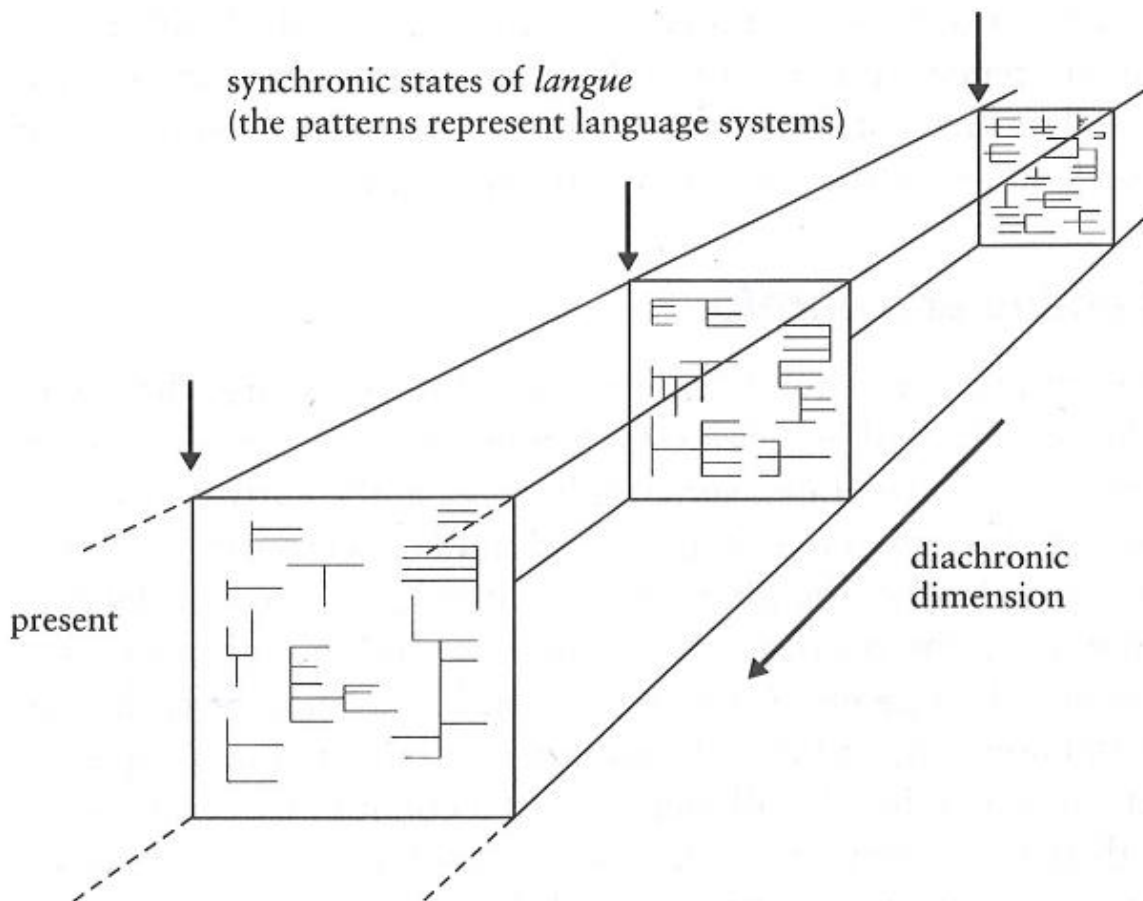 synchronic states of langue
(the patterns represent language systems)
diachronic
dimension
present